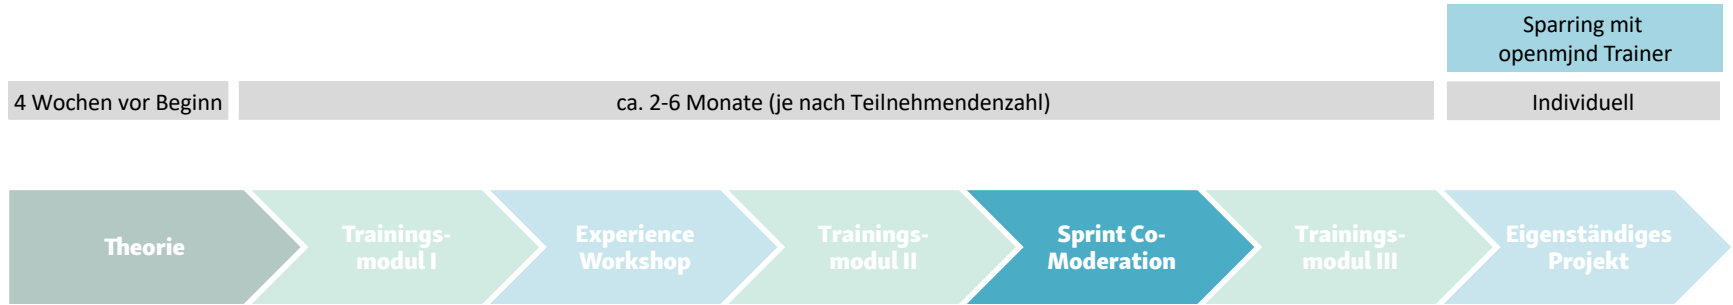 Sparring mit
openmjnd Trainer
4 Wochen vor Beginn
ca. 2-6 Monate (je nach Teilnehmendenzahl)
Individuell
Theorie
Trainings-
modul I
Experience
Workshop
Trainings-
modul II
Sprint Co-
Moderation
Trainings-
modul III
Eigenständiges
Projekt